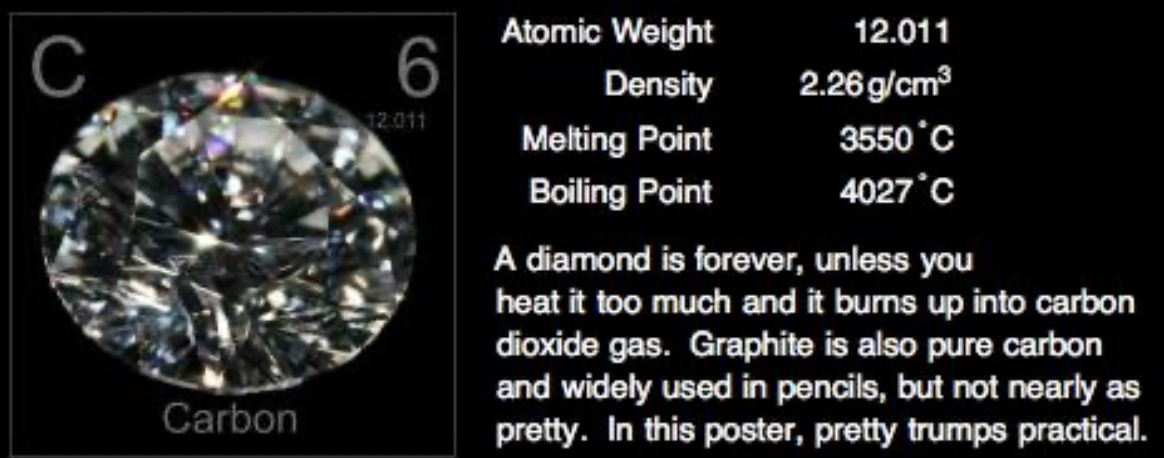 C 6
12.011
Carbon
Atomic Weight 12.011
Density 2.26 g/cm³
Melting Point 3550°C
Boiling Point 4027°C
A diamond is forever, unless you
heat it too much and it burns up into carbon
dioxide gas. Graphite is also pure carbon
and widely used in pencils, but not nearly as
pretty. In this poster, pretty trumps practical.